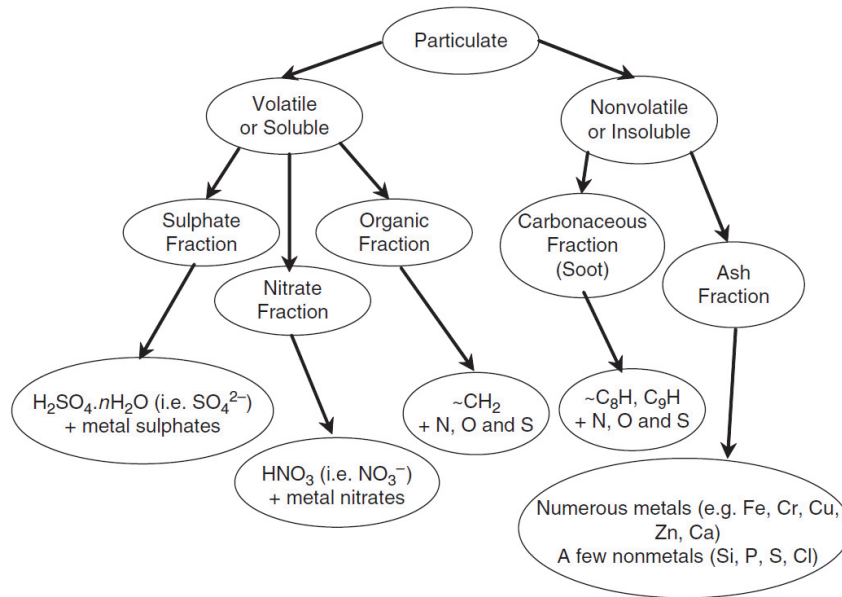 Particulate
Volatile
or Soluble
Nonvolatile
or Insoluble
Sulphate
Fraction
Organic
Fraction
Carbonaceous
Fraction
(Soot)
Nitrate
Fraction
Ash
Fraction
H₂SO₄.nH₂O (i.e. SO₄²⁻)
+ metal sulphates
~CH₂
+ N, O and S
~C₈H, C₉H
+ N, O and S
HNO₃ (i.e. NO₃⁻)
+ metal nitrates
Numerous metals (e.g. Fe, Cr, Cu,
Zn, Ca)
A few nonmetals (Si, P, S, Cl)